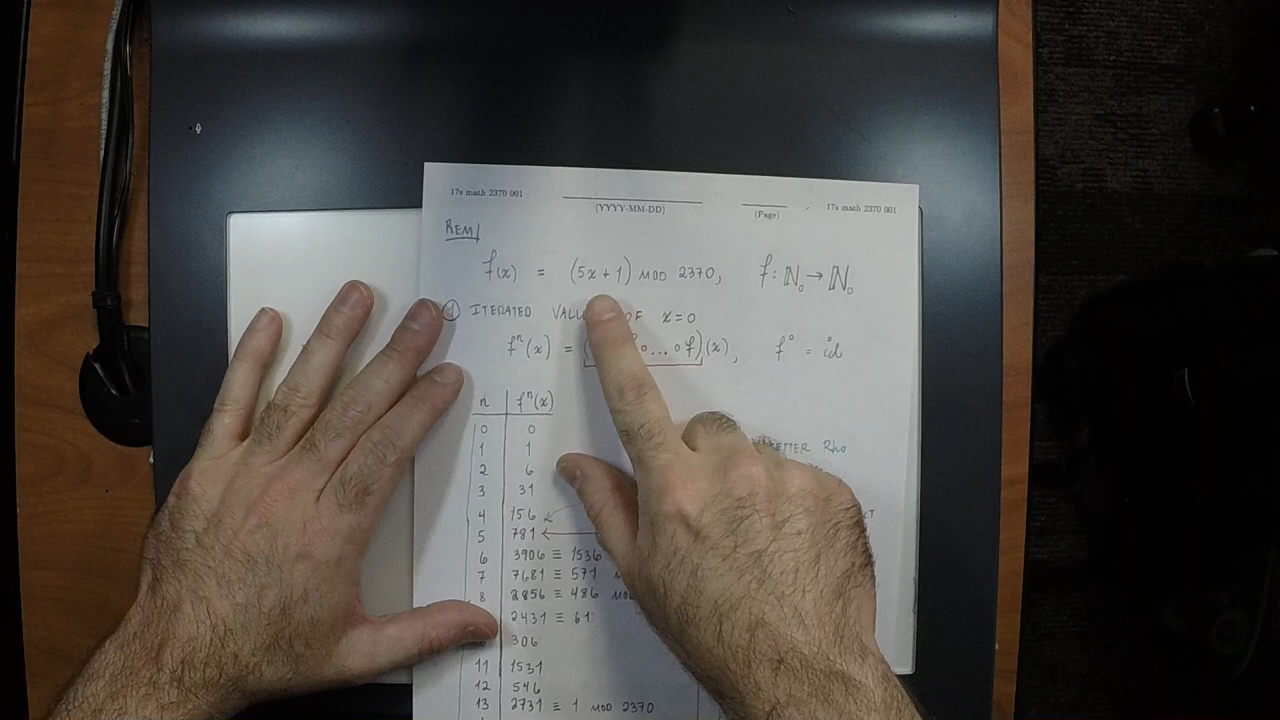 17s math 2370 001
(YYYY-MM-DD)
(Page)
17s math 2370 001
REM
f(x) = (5x+1) MOD 2370, f: ℕ₀ → ℕ₀
① ITERATED OF x=0
fⁿ(x) = ∘...∘f)(x), f⁰ = id
n fⁿ(x)
0 0
1 1
2 6
3 31
4 156
5 781
6 3906 ≡ 1536
7 7681 ≡ 571
8 2856 ≡ 486
2431 ≡ 61
306
11 1531
12 546
13 2731 ≡ 1 MOD 2370
LETTER Rho